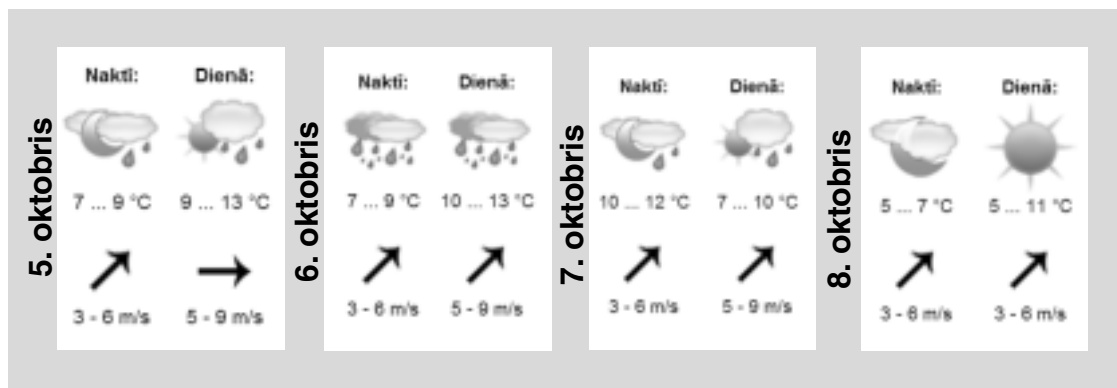 5. oktobris
Naktī: Dienā:
7 ... 9 °C 9 ... 13 °C
3 - 6 m/s 5 - 9 m/s
6. oktobris
Naktī: Dienā:
7 ... 9 °C 10 ... 13 °C
3 - 6 m/s 5 - 9 m/s
7. oktobris
Naktī: Dienā:
10 ... 12 °C 7 ... 10 °C
3 - 6 m/s 5 - 9 m/s
8. oktobris
Naktī: Dienā:
5 ... 7 °C 5 ... 11 °C
3 - 6 m/s 3 - 6 m/s